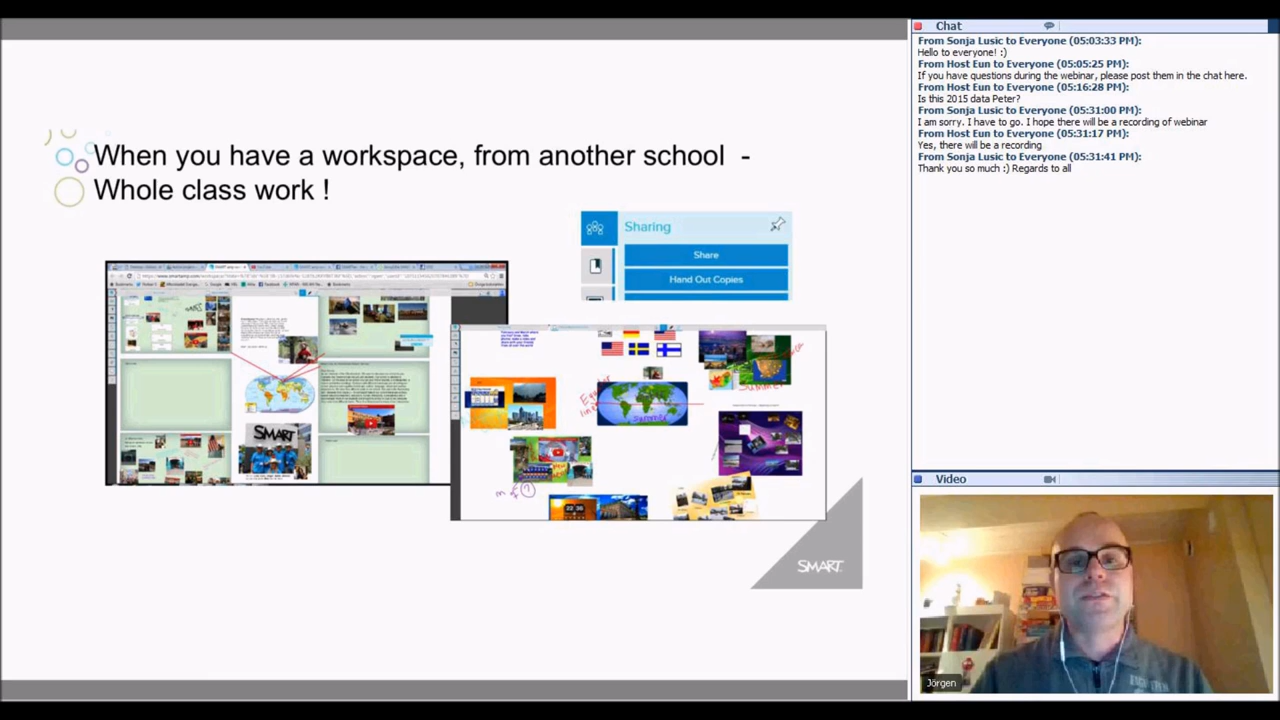 When you have a workspace, from another school -
Whole class work !
Sharing
Share
Hand Out Copies
SMART
SMART
Summer
SMART
Chat
From Sonja Lusic to Everyone (05:03:33 PM):
Hello to everyone! :)
From Host Eun to Everyone (05:05:25 PM):
If you have questions during the webinar, please post them in the chat here.
From Host Eun to Everyone (05:16:28 PM):
Is this 2015 data Peter?
From Sonja Lusic to Everyone (05:31:00 PM):
I am sorry. I have to go. I hope there will be a recording of webinar
From Host Eun to Everyone (05:31:17 PM):
Yes, there will be a recording
From Sonja Lusic to Everyone (05:31:41 PM):
Thank you so much :) Regards to all
Video
Jörgen